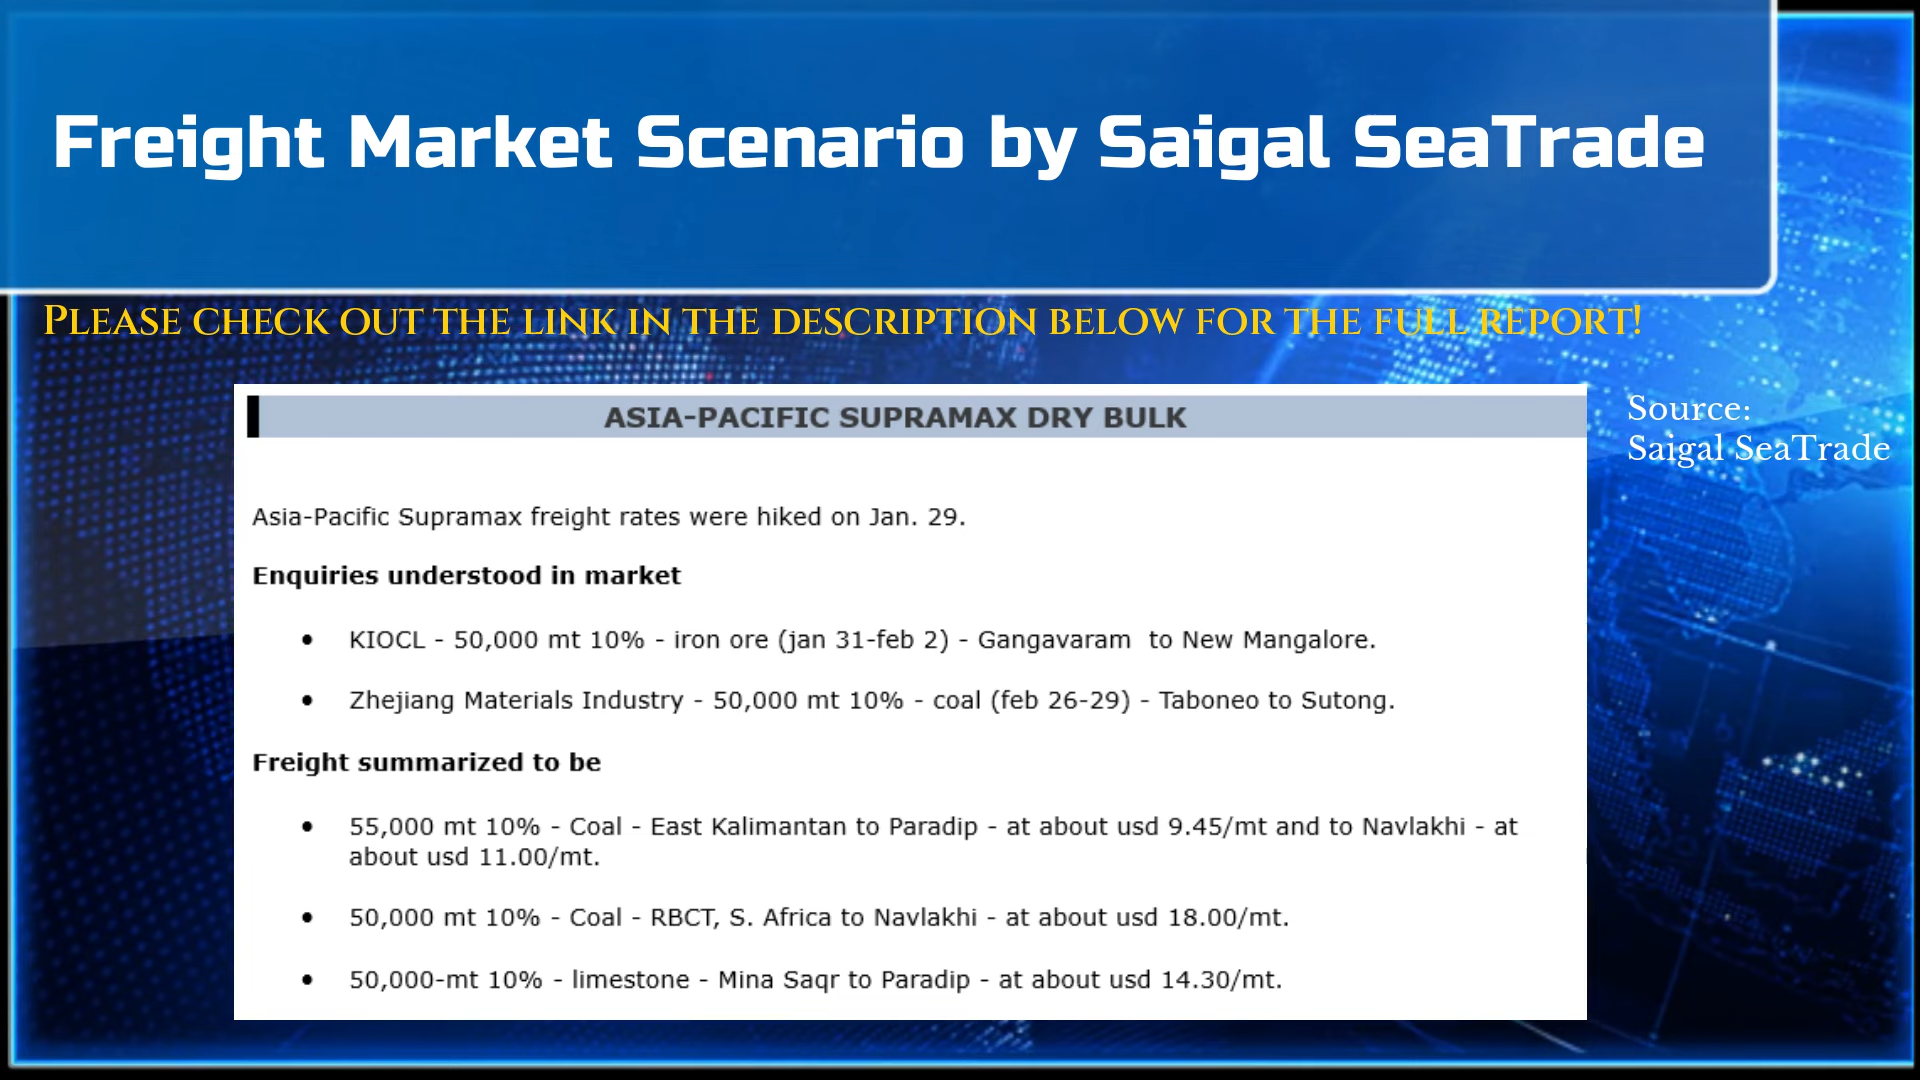 Freight Market Scenario by Saigal SeaTrade
PLEASE CHECK OUT THE LINK IN THE DESCRIPTION BELOW FOR THE FULL REPORT!
Source:
Saigal SeaTrade
ASIA-PACIFIC SUPRAMAX DRY BULK
Asia-Pacific Supramax freight rates were hiked on Jan. 29.
Enquiries understood in market
• KIOCL - 50,000 mt 10% - iron ore (jan 31-feb 2) - Gangavaram to New Mangalore.
• Zhejiang Materials Industry - 50,000 mt 10% - coal (feb 26-29) - Taboneo to Sutong.
Freight summarized to be
• 55,000 mt 10% - Coal - East Kalimantan to Paradip - at about usd 9.45/mt and to Navlakhi - at
about usd 11.00/mt.
• 50,000 mt 10% - Coal - RBCT, S. Africa to Navlakhi - at about usd 18.00/mt.
• 50,000-mt 10% - limestone - Mina Saqr to Paradip - at about usd 14.30/mt.